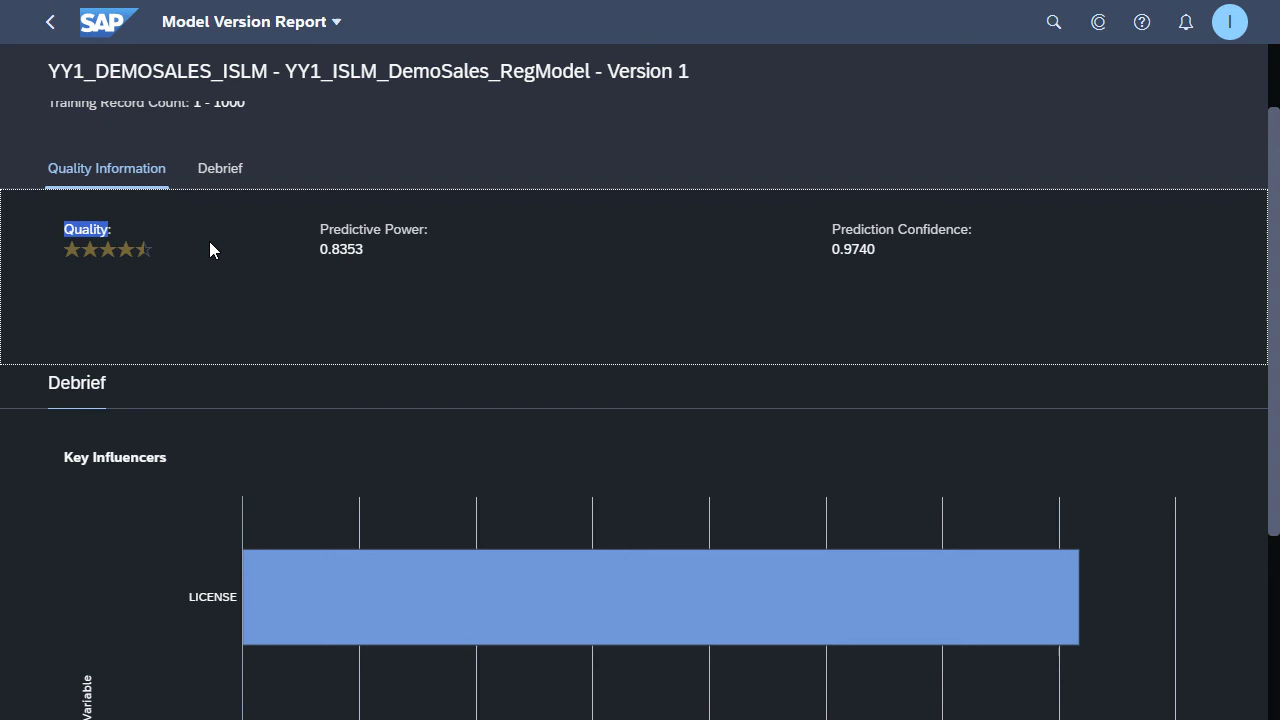 SAP
Model Version Report
I
YY1_DEMOSALES_ISLM - YY1_ISLM_DemoSales_RegModel - Version 1
Training Record Count: 1 - 1000
Quality Information
Debrief
Quality:
Predictive Power:
0.8353
Prediction Confidence:
0.9740
Debrief
Key Influencers
LICENSE
Variable